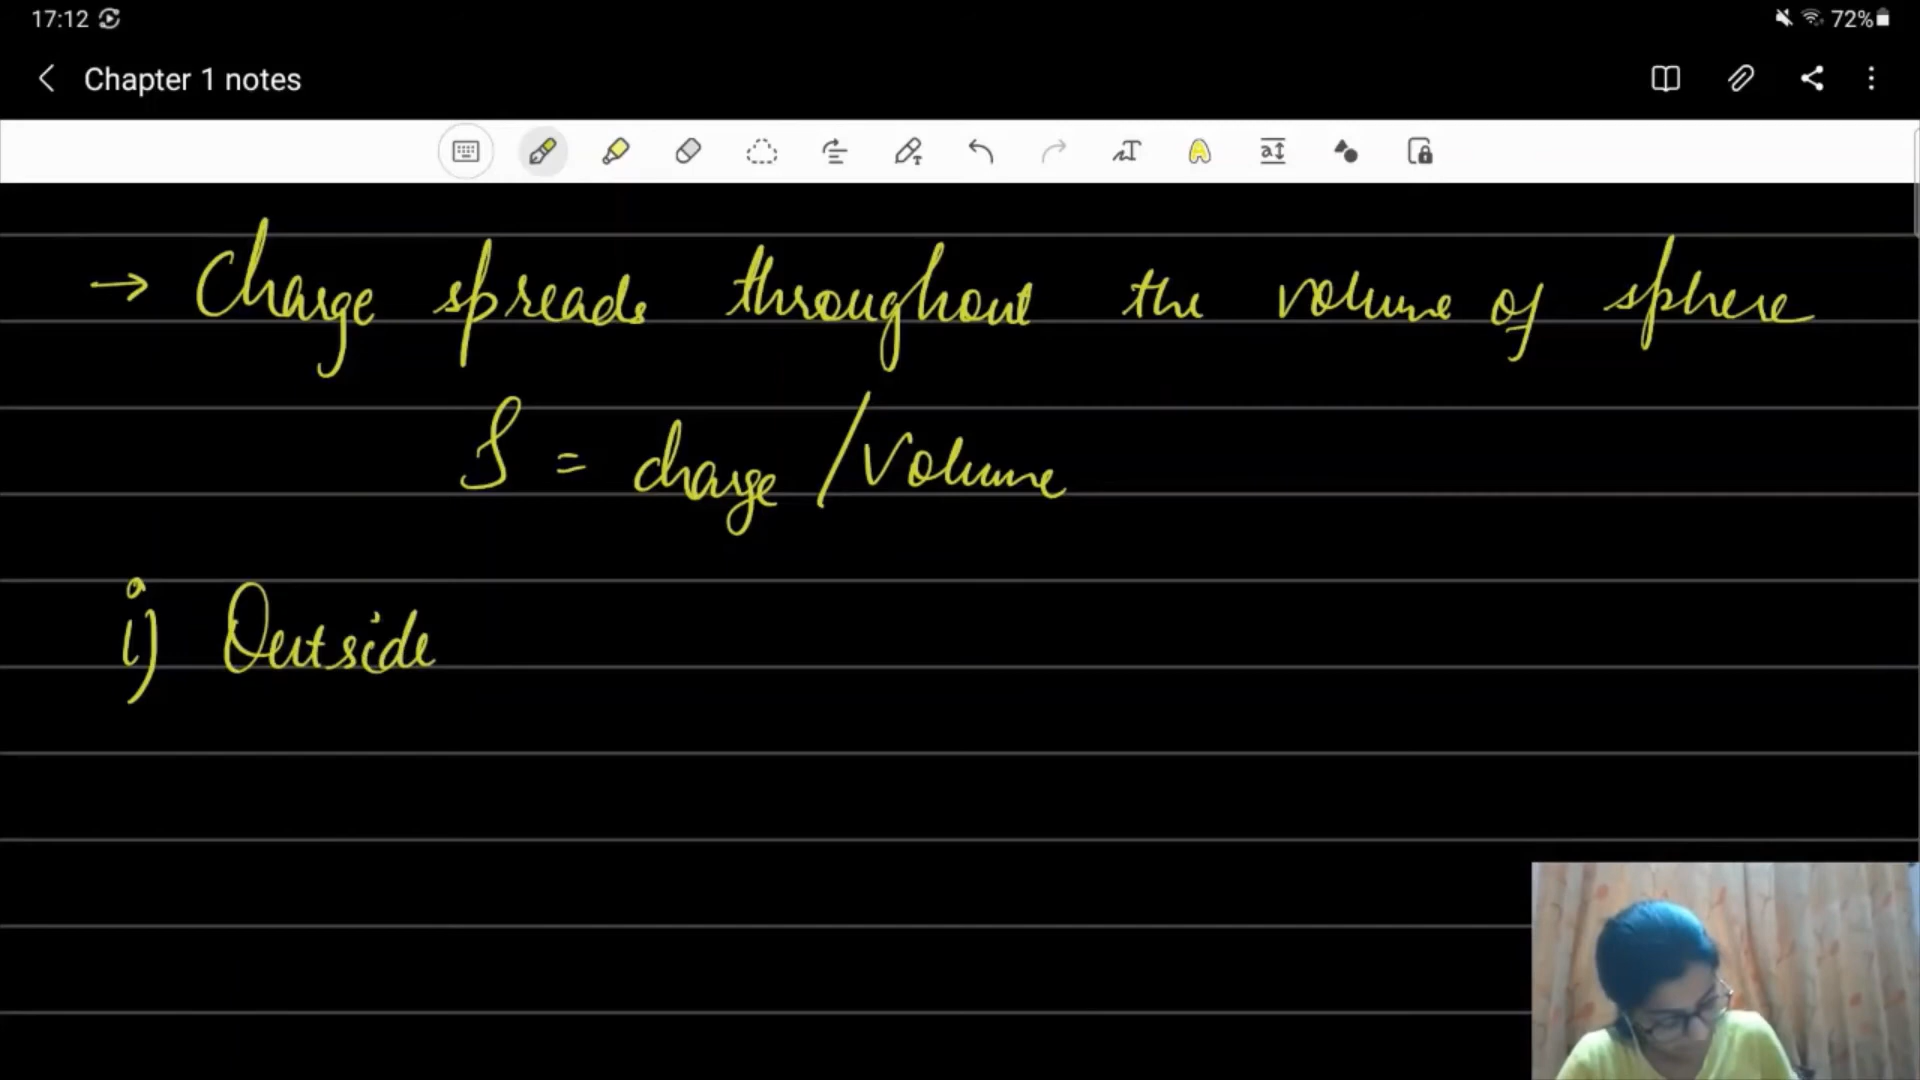 17:12 72%
Chapter 1 notes
→ Charge spreads throughout the volume of sphere
ρ = charge / Volume
i) Outside